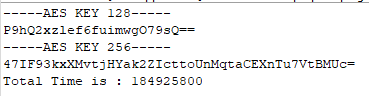 -----AES KEY 128-----
P9hQ2xzlef6fuimwgO79sQ==
-----AES KEY 256-----
47IF93kxXMvtjHYak2ZIcttoUnMqtaCEXnTu7VtBMUc=
Total Time is : 184925800